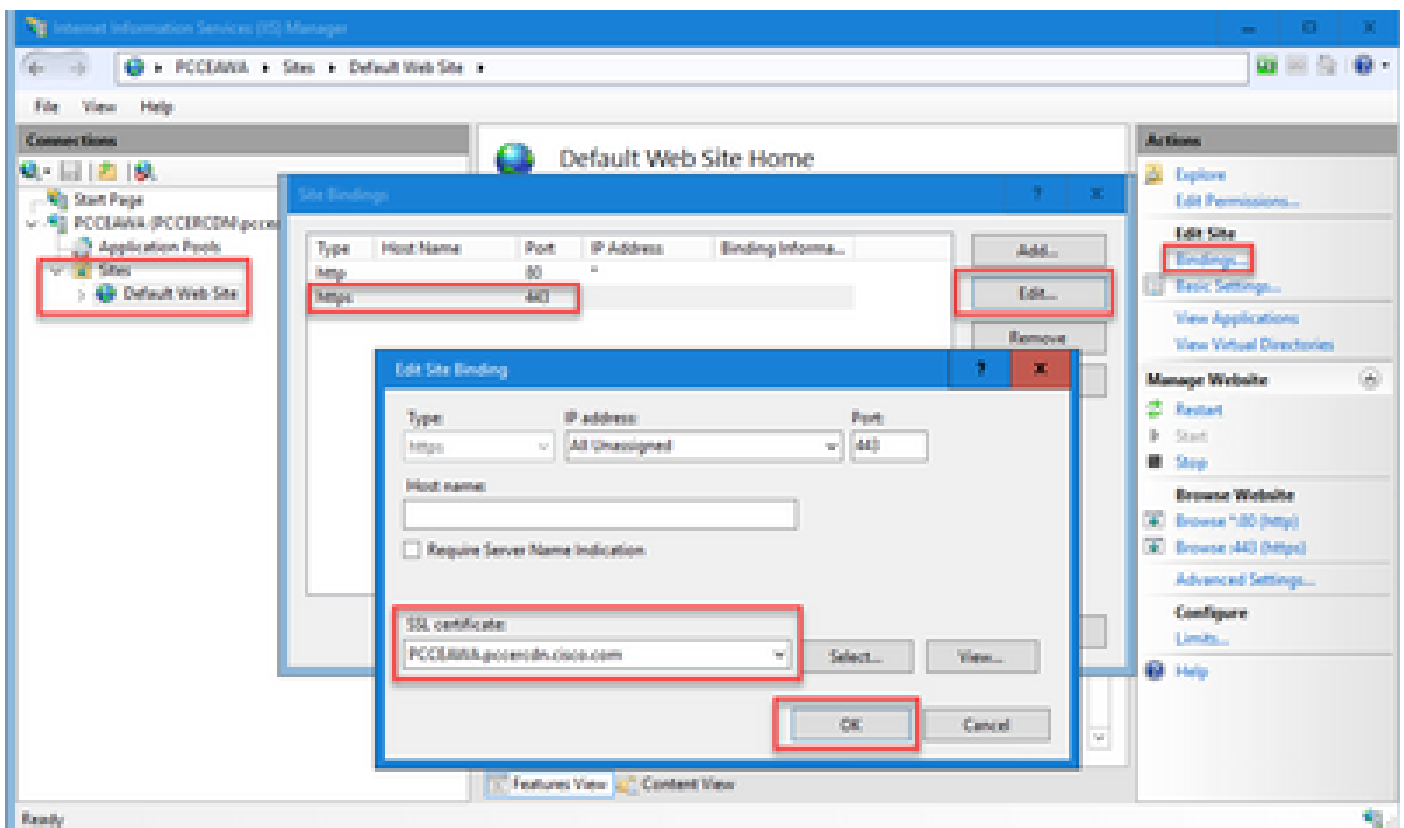 Internet Information Services (IIS) Manager
PCCEAWA Sites Default Web Site
File View Help
Connections
Start Page
PCCEAWA (PCCERCDN\pcce
Application Pools
Sites
Default Web Site
Default Web Site Home
Site Bindings
Type Host Name Port IP Address Binding Informa...
http 80 *
https 443
Add...
Edit...
Remove
Edit Site Binding
Type: IP address: Port:
https All Unassigned 443
Host name:
Require Server Name Indication
SSL certificate:
PCCEAWA.pccercdn.cisco.com Select... View...
OK Cancel
Features View Content View
Actions
Explore
Edit Permissions...
Edit Site
Bindings...
Basic Settings...
View Applications
View Virtual Directories
Manage Website
Restart
Start
Stop
Browse Website
Browse *:80 (http)
Browse :443 (https)
Advanced Settings...
Configure
Limits...
Help
Ready